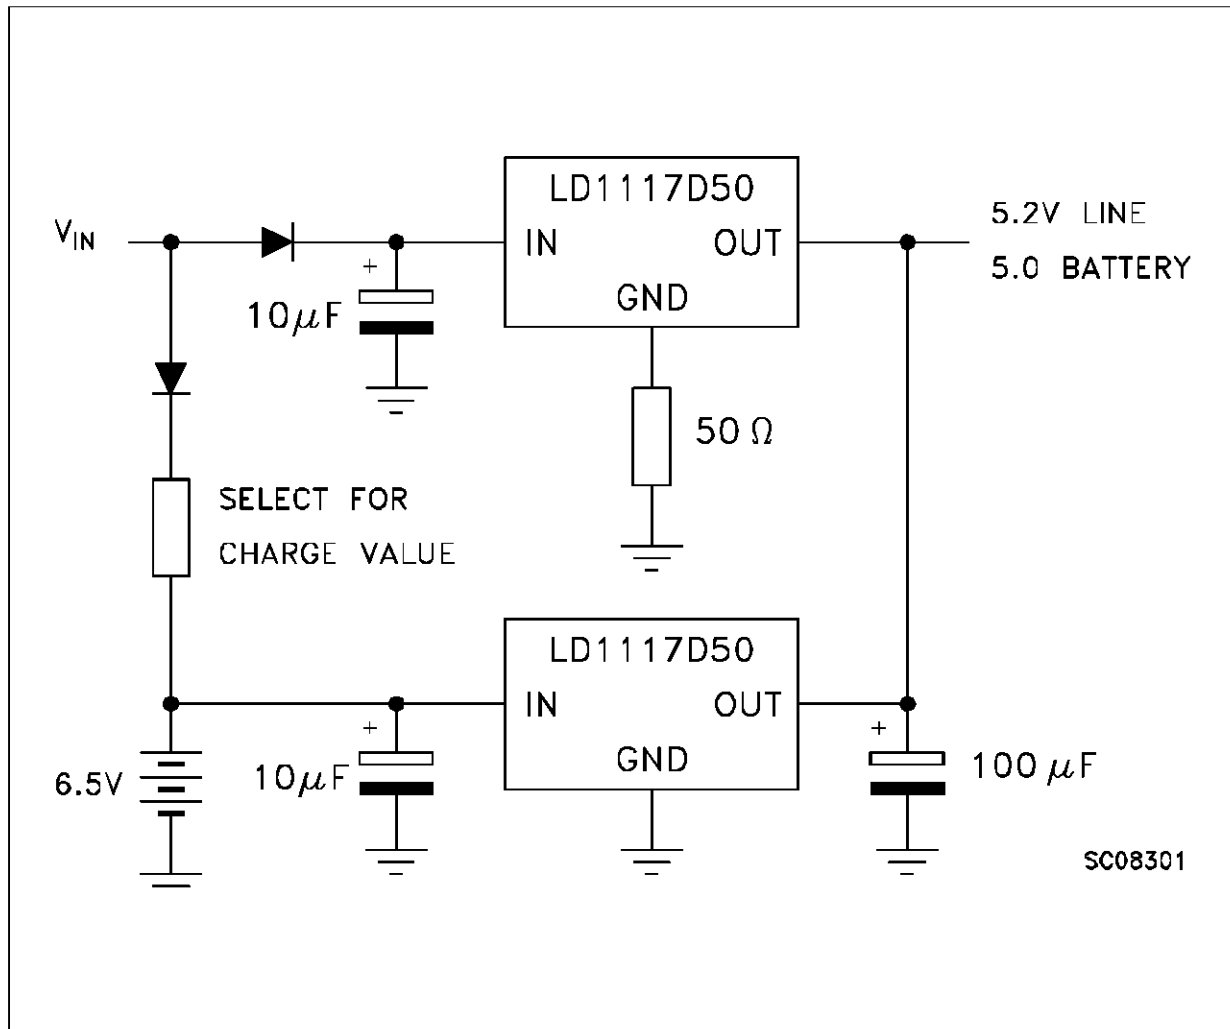 LD1117D50
V_IN
IN
OUT
GND
5.2V LINE
5.0 BATTERY
+
10μF
50 Ω
SELECT FOR
CHARGE VALUE
LD1117D50
IN
OUT
GND
+
10μF
6.5V
+
100 μF
SC08301